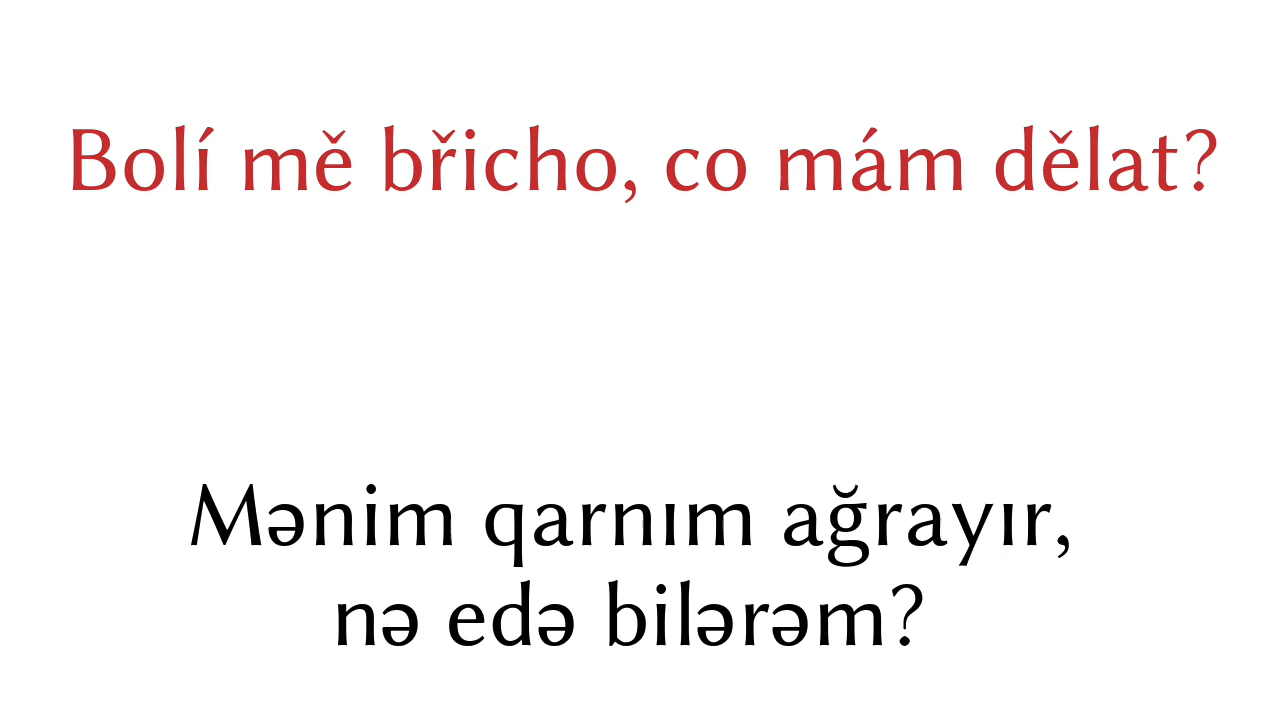 Bolí mě břicho, co mám dělat?
Mənim qarnım ağrayır,
nə edə bilərəm?